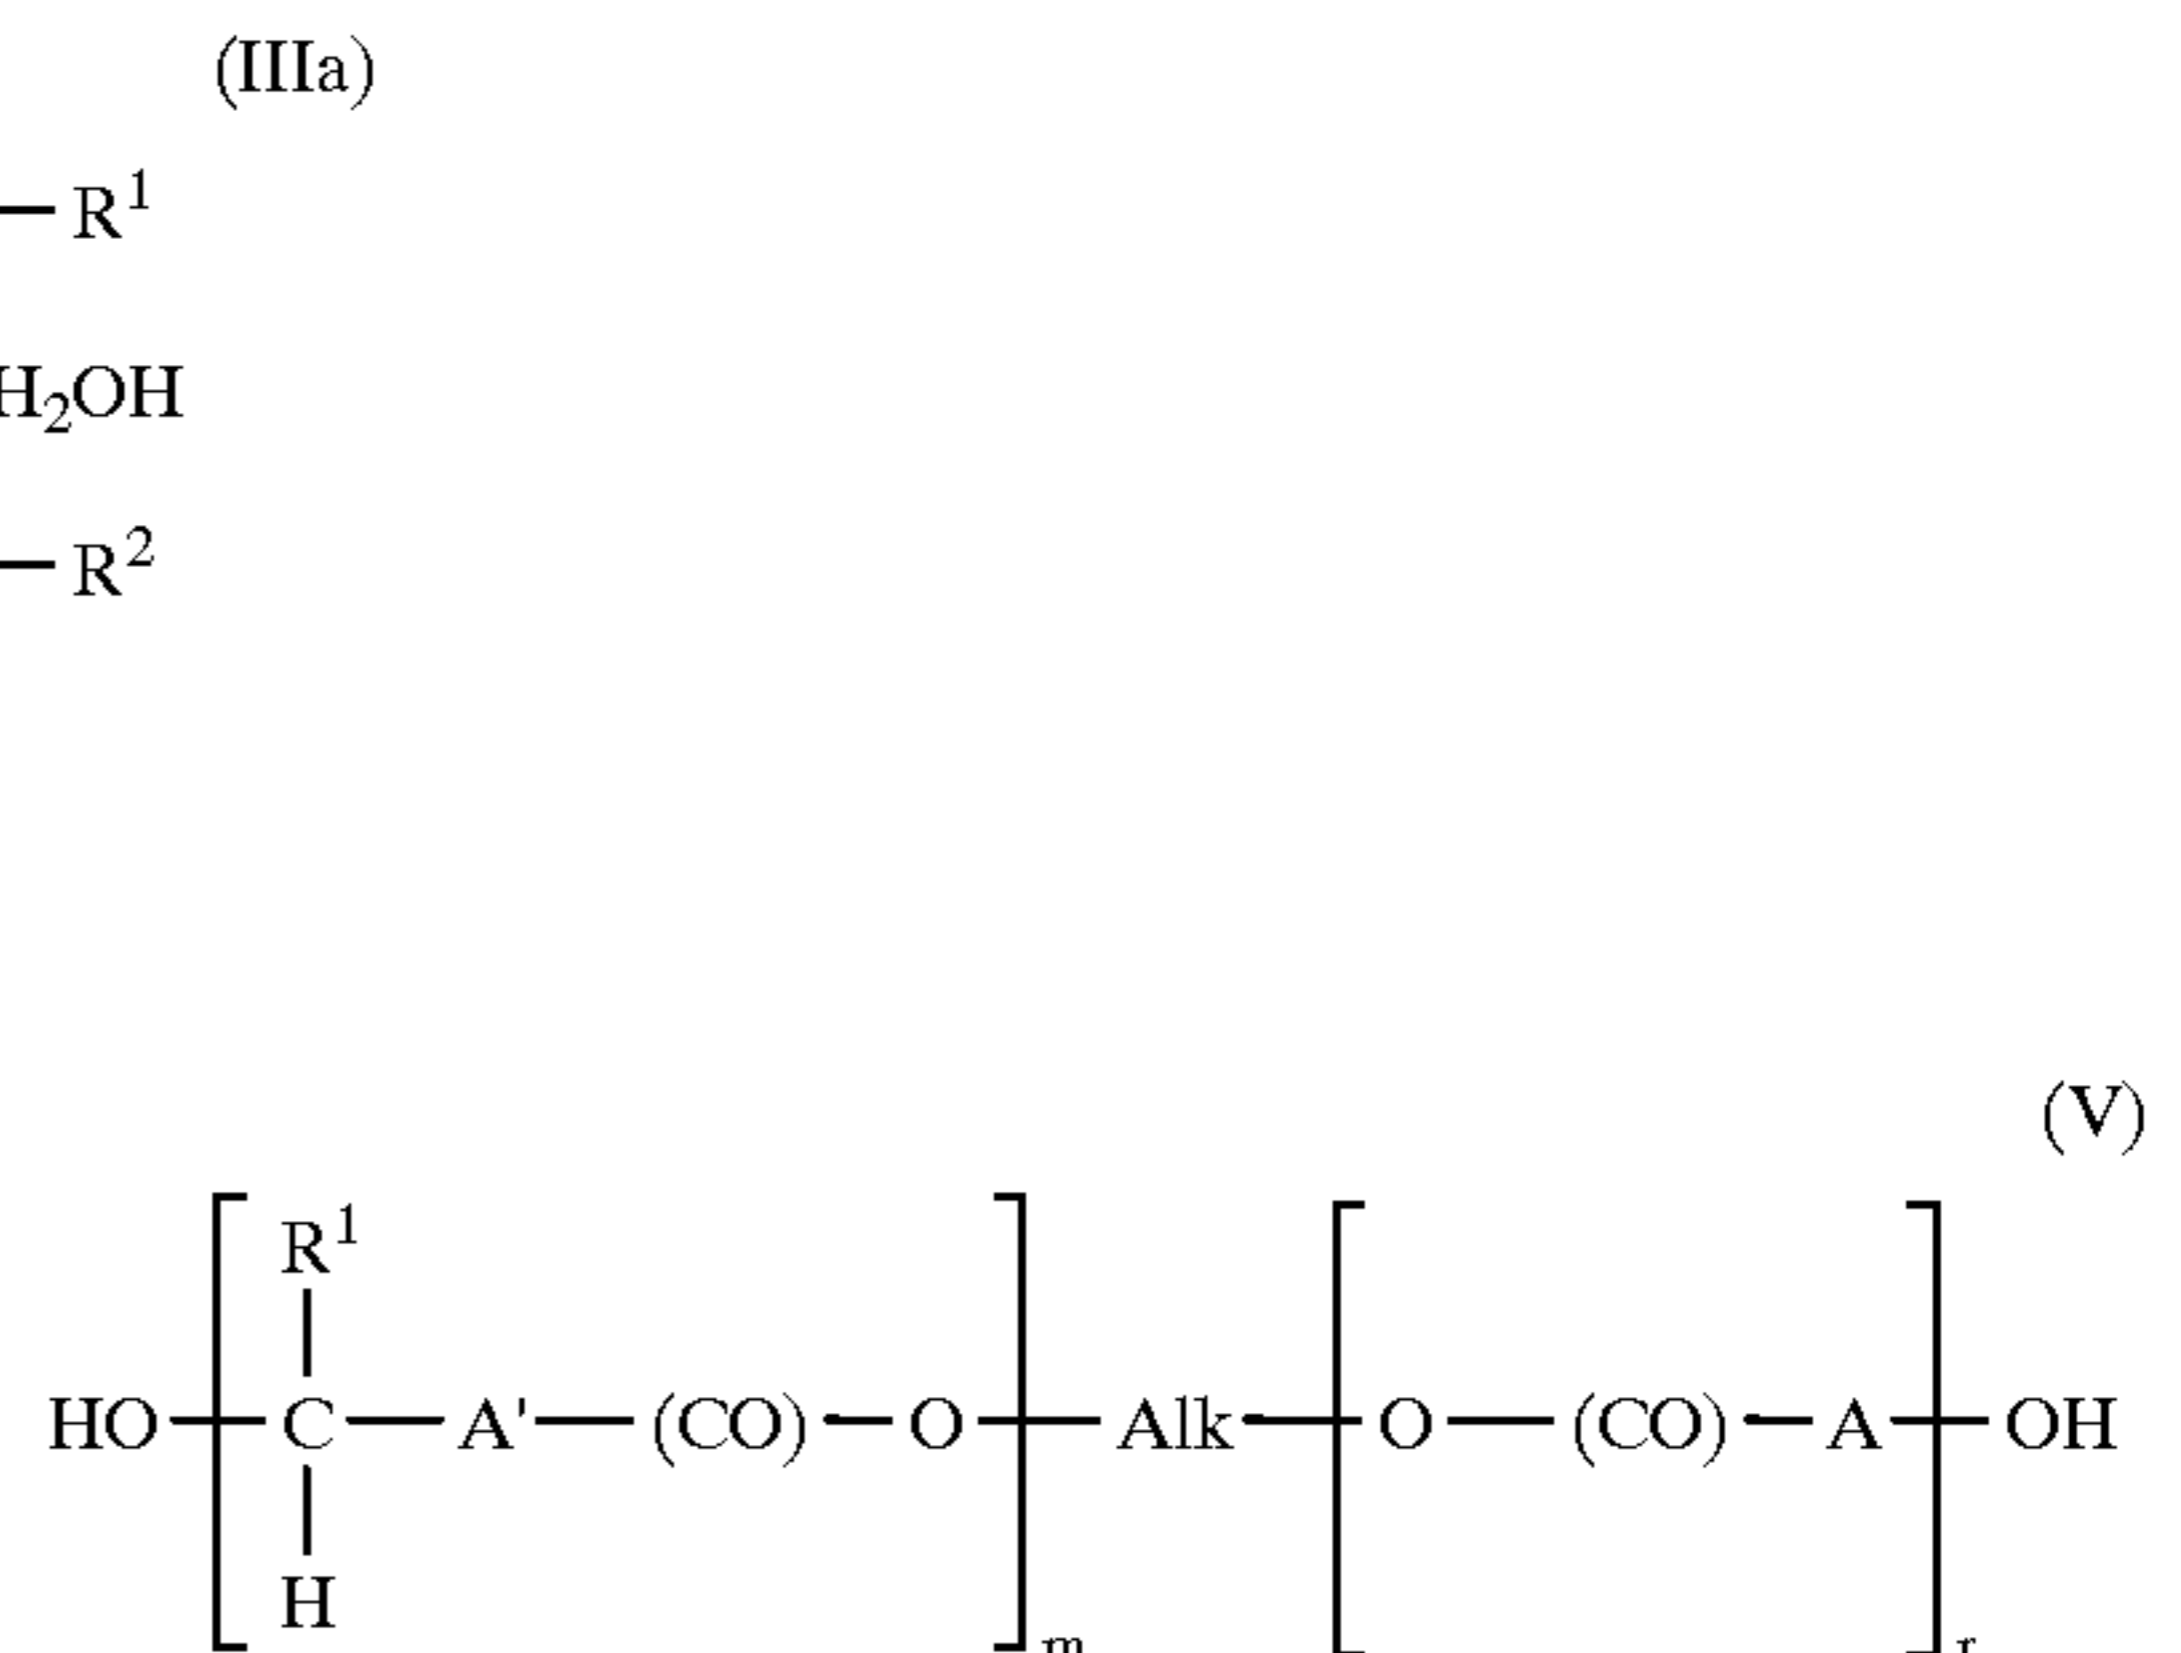 (IIIa)
R¹
H₂OH
R²
(V)
R¹
HO C A' (CO) O Alk O (CO) A OH
H
m